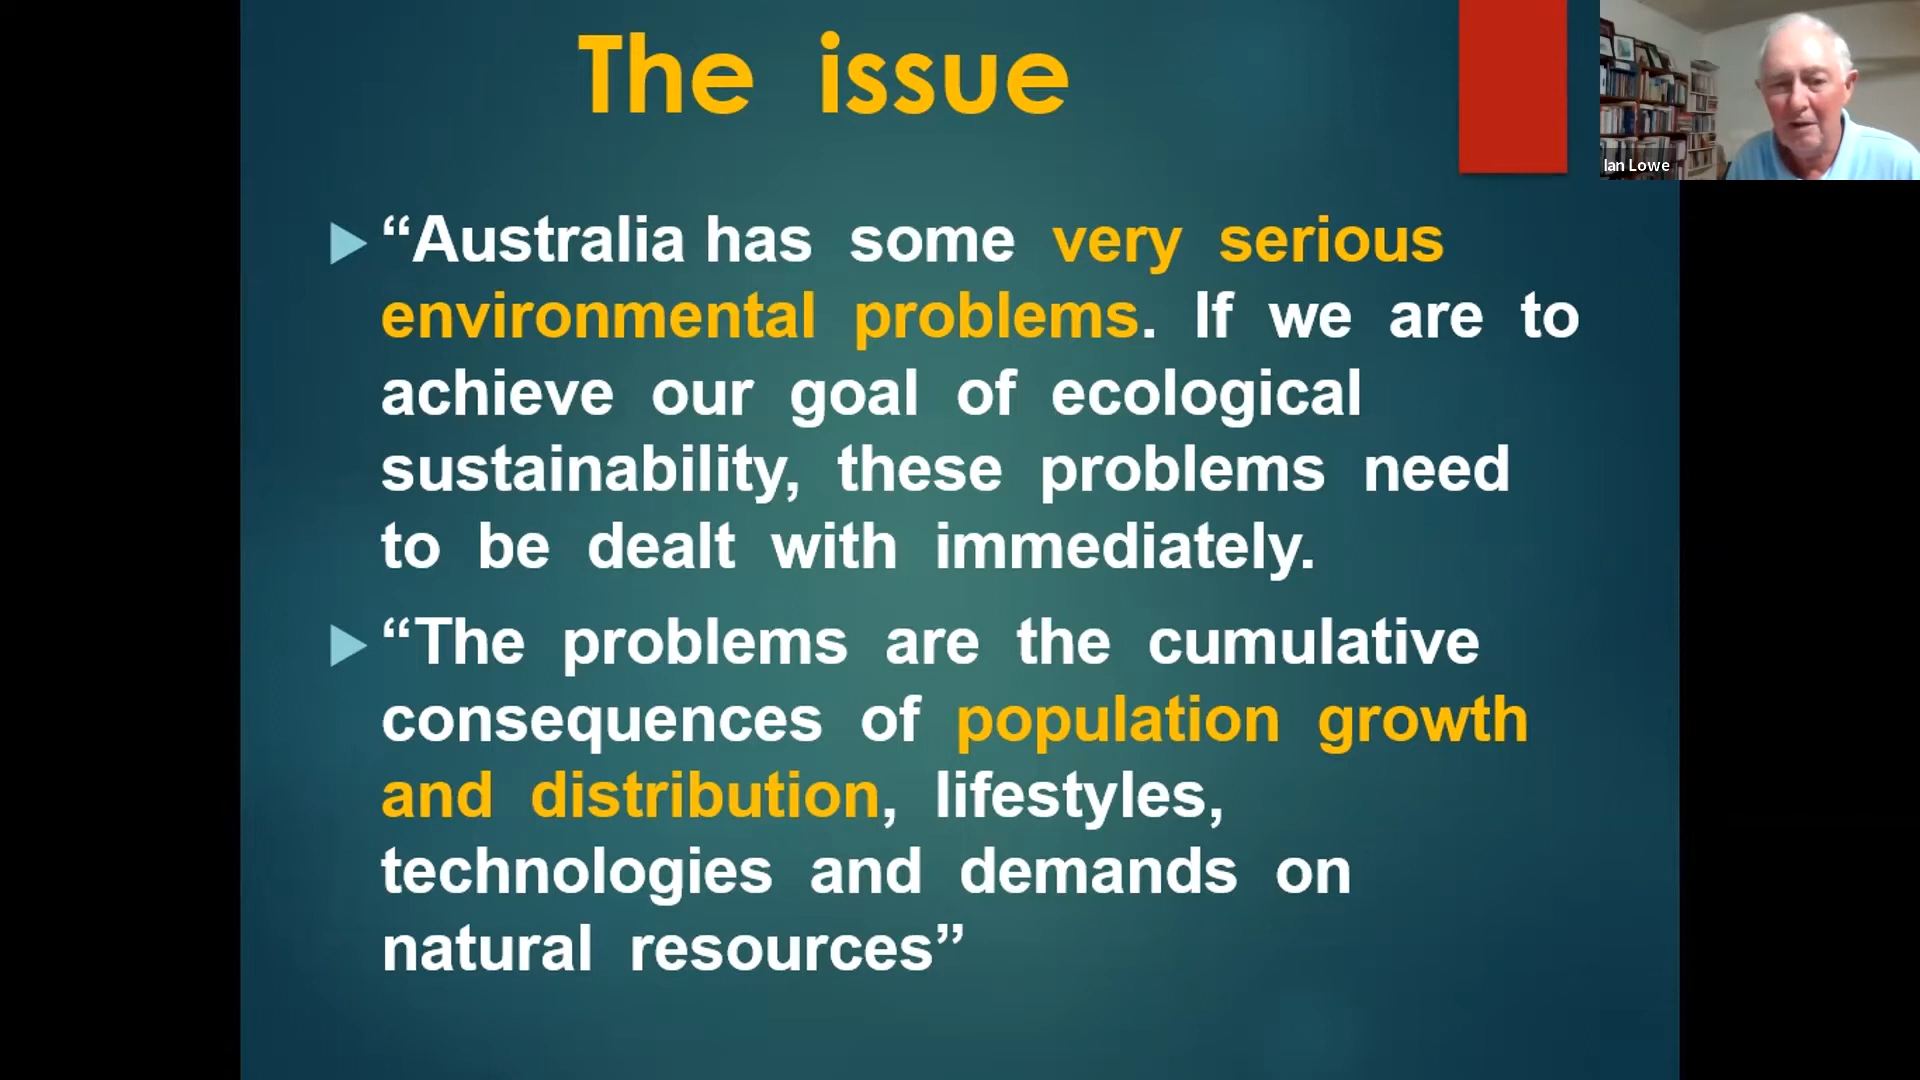 The issue
Ian Lowe
“Australia has some very serious
environmental problems. If we are to
achieve our goal of ecological
sustainability, these problems need
to be dealt with immediately.
“The problems are the cumulative
consequences of population growth
and distribution, lifestyles,
technologies and demands on
natural resources”